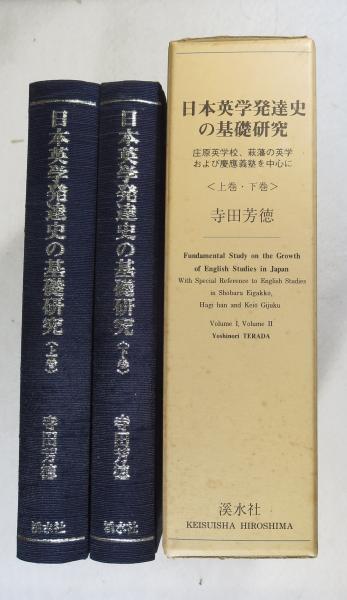 日本英学発達史の基礎研究〈上巻〉
寺田芳徳
溪水社
日本英学発達史の基礎研究〈下巻〉
寺田芳徳
溪水社
日本英学発達史
の基礎研究
庄原英学校、萩藩の英学
および慶應義塾を中心に
〈上巻・下巻〉
寺田芳徳
Fundamental Study on the Growth
of English Studies in Japan
With Special Reference to English Studies
in Shōbara Eigakko,
Hagi han and Keiō Gijuku
Volume I, Volume II
Yoshinori TERADA
溪水社
KEISUISHA HIROSHIMA